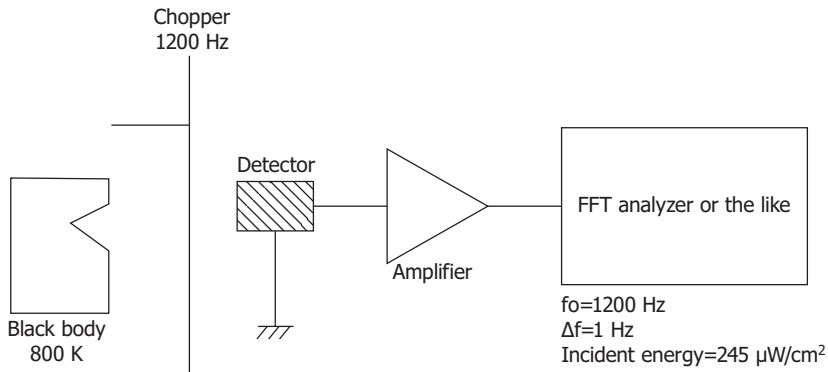 Chopper
1200 Hz
Detector
FFT analyzer or the like
Amplifier
Black body
800 K
fo=1200 Hz
Δf=1 Hz
Incident energy=245 μW/cm²